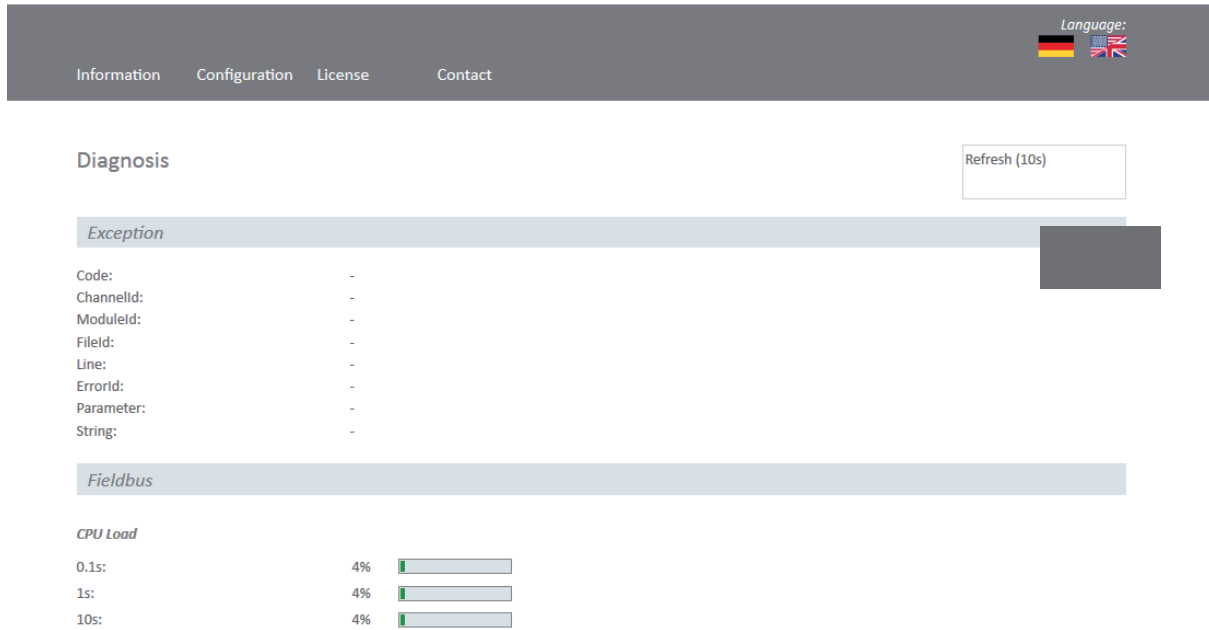 Language:
Information Configuration License Contact
Diagnosis
Refresh (10s)
Exception
Code: -
ChannelId: -
ModuleId: -
FileId: -
Line: -
ErrorId: -
Parameter: -
String: -
Fieldbus
CPU Load
0.1s: 4%
1s: 4%
10s: 4%